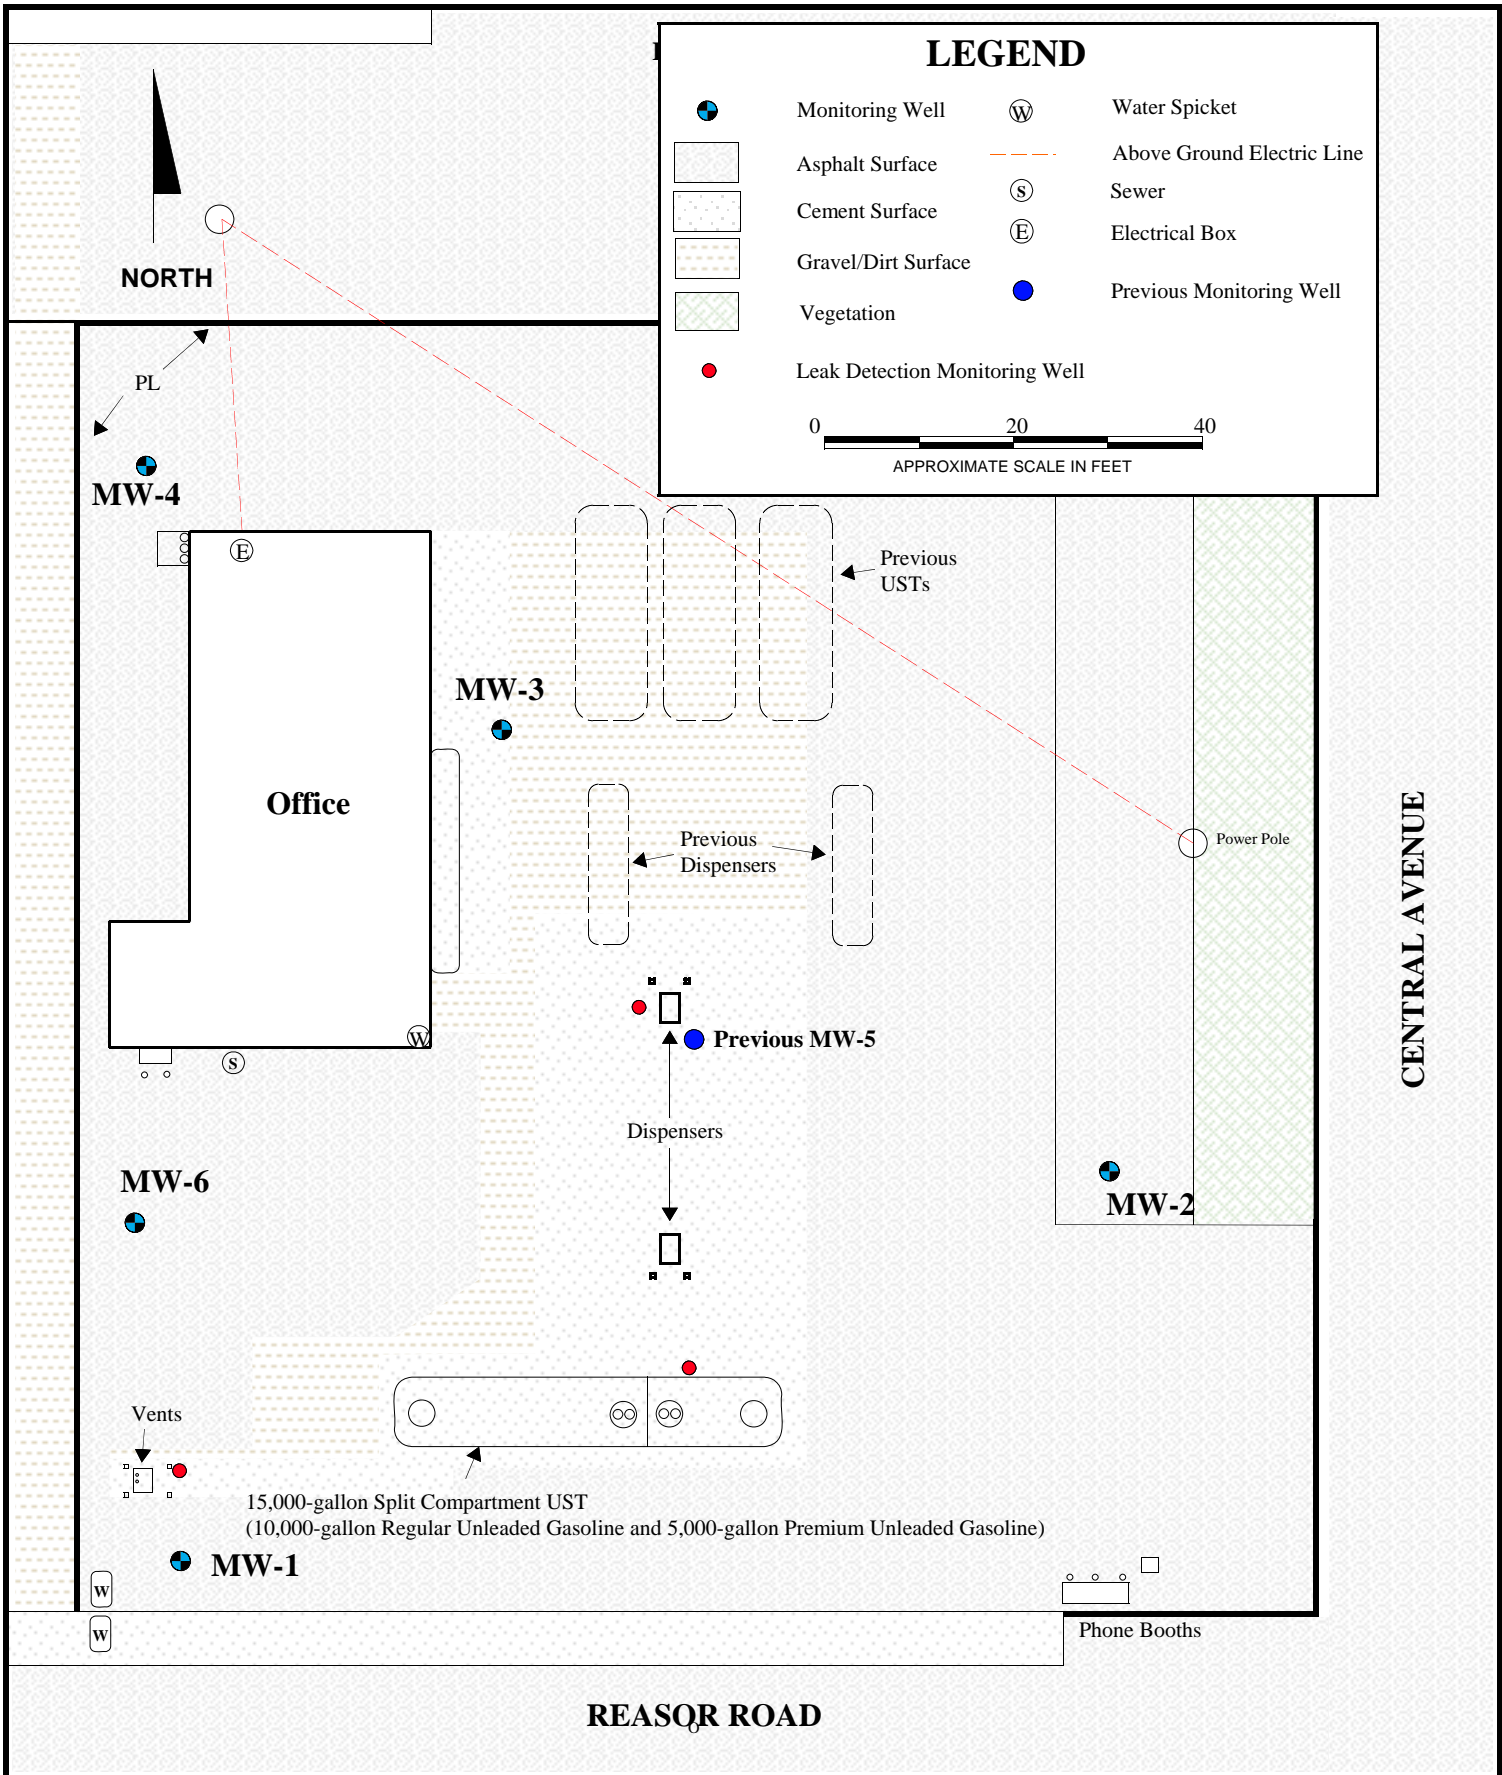 LEGEND
Monitoring Well
W
Water Spicket
Asphalt Surface
Above Ground Electric Line
Cement Surface
S
Sewer
E
Electrical Box
Gravel/Dirt Surface
Previous Monitoring Well
Vegetation
Leak Detection Monitoring Well
0 20 40
APPROXIMATE SCALE IN FEET
NORTH
PL
MW-4
E
Previous
USTs
MW-3
Office
Previous
Dispensers
Power Pole
CENTRAL AVENUE
W
S
Previous MW-5
Dispensers
MW-6
MW-2
Vents
15,000-gallon Split Compartment UST
(10,000-gallon Regular Unleaded Gasoline and 5,000-gallon Premium Unleaded Gasoline)
MW-1
W
W
Phone Booths
REASOR ROAD